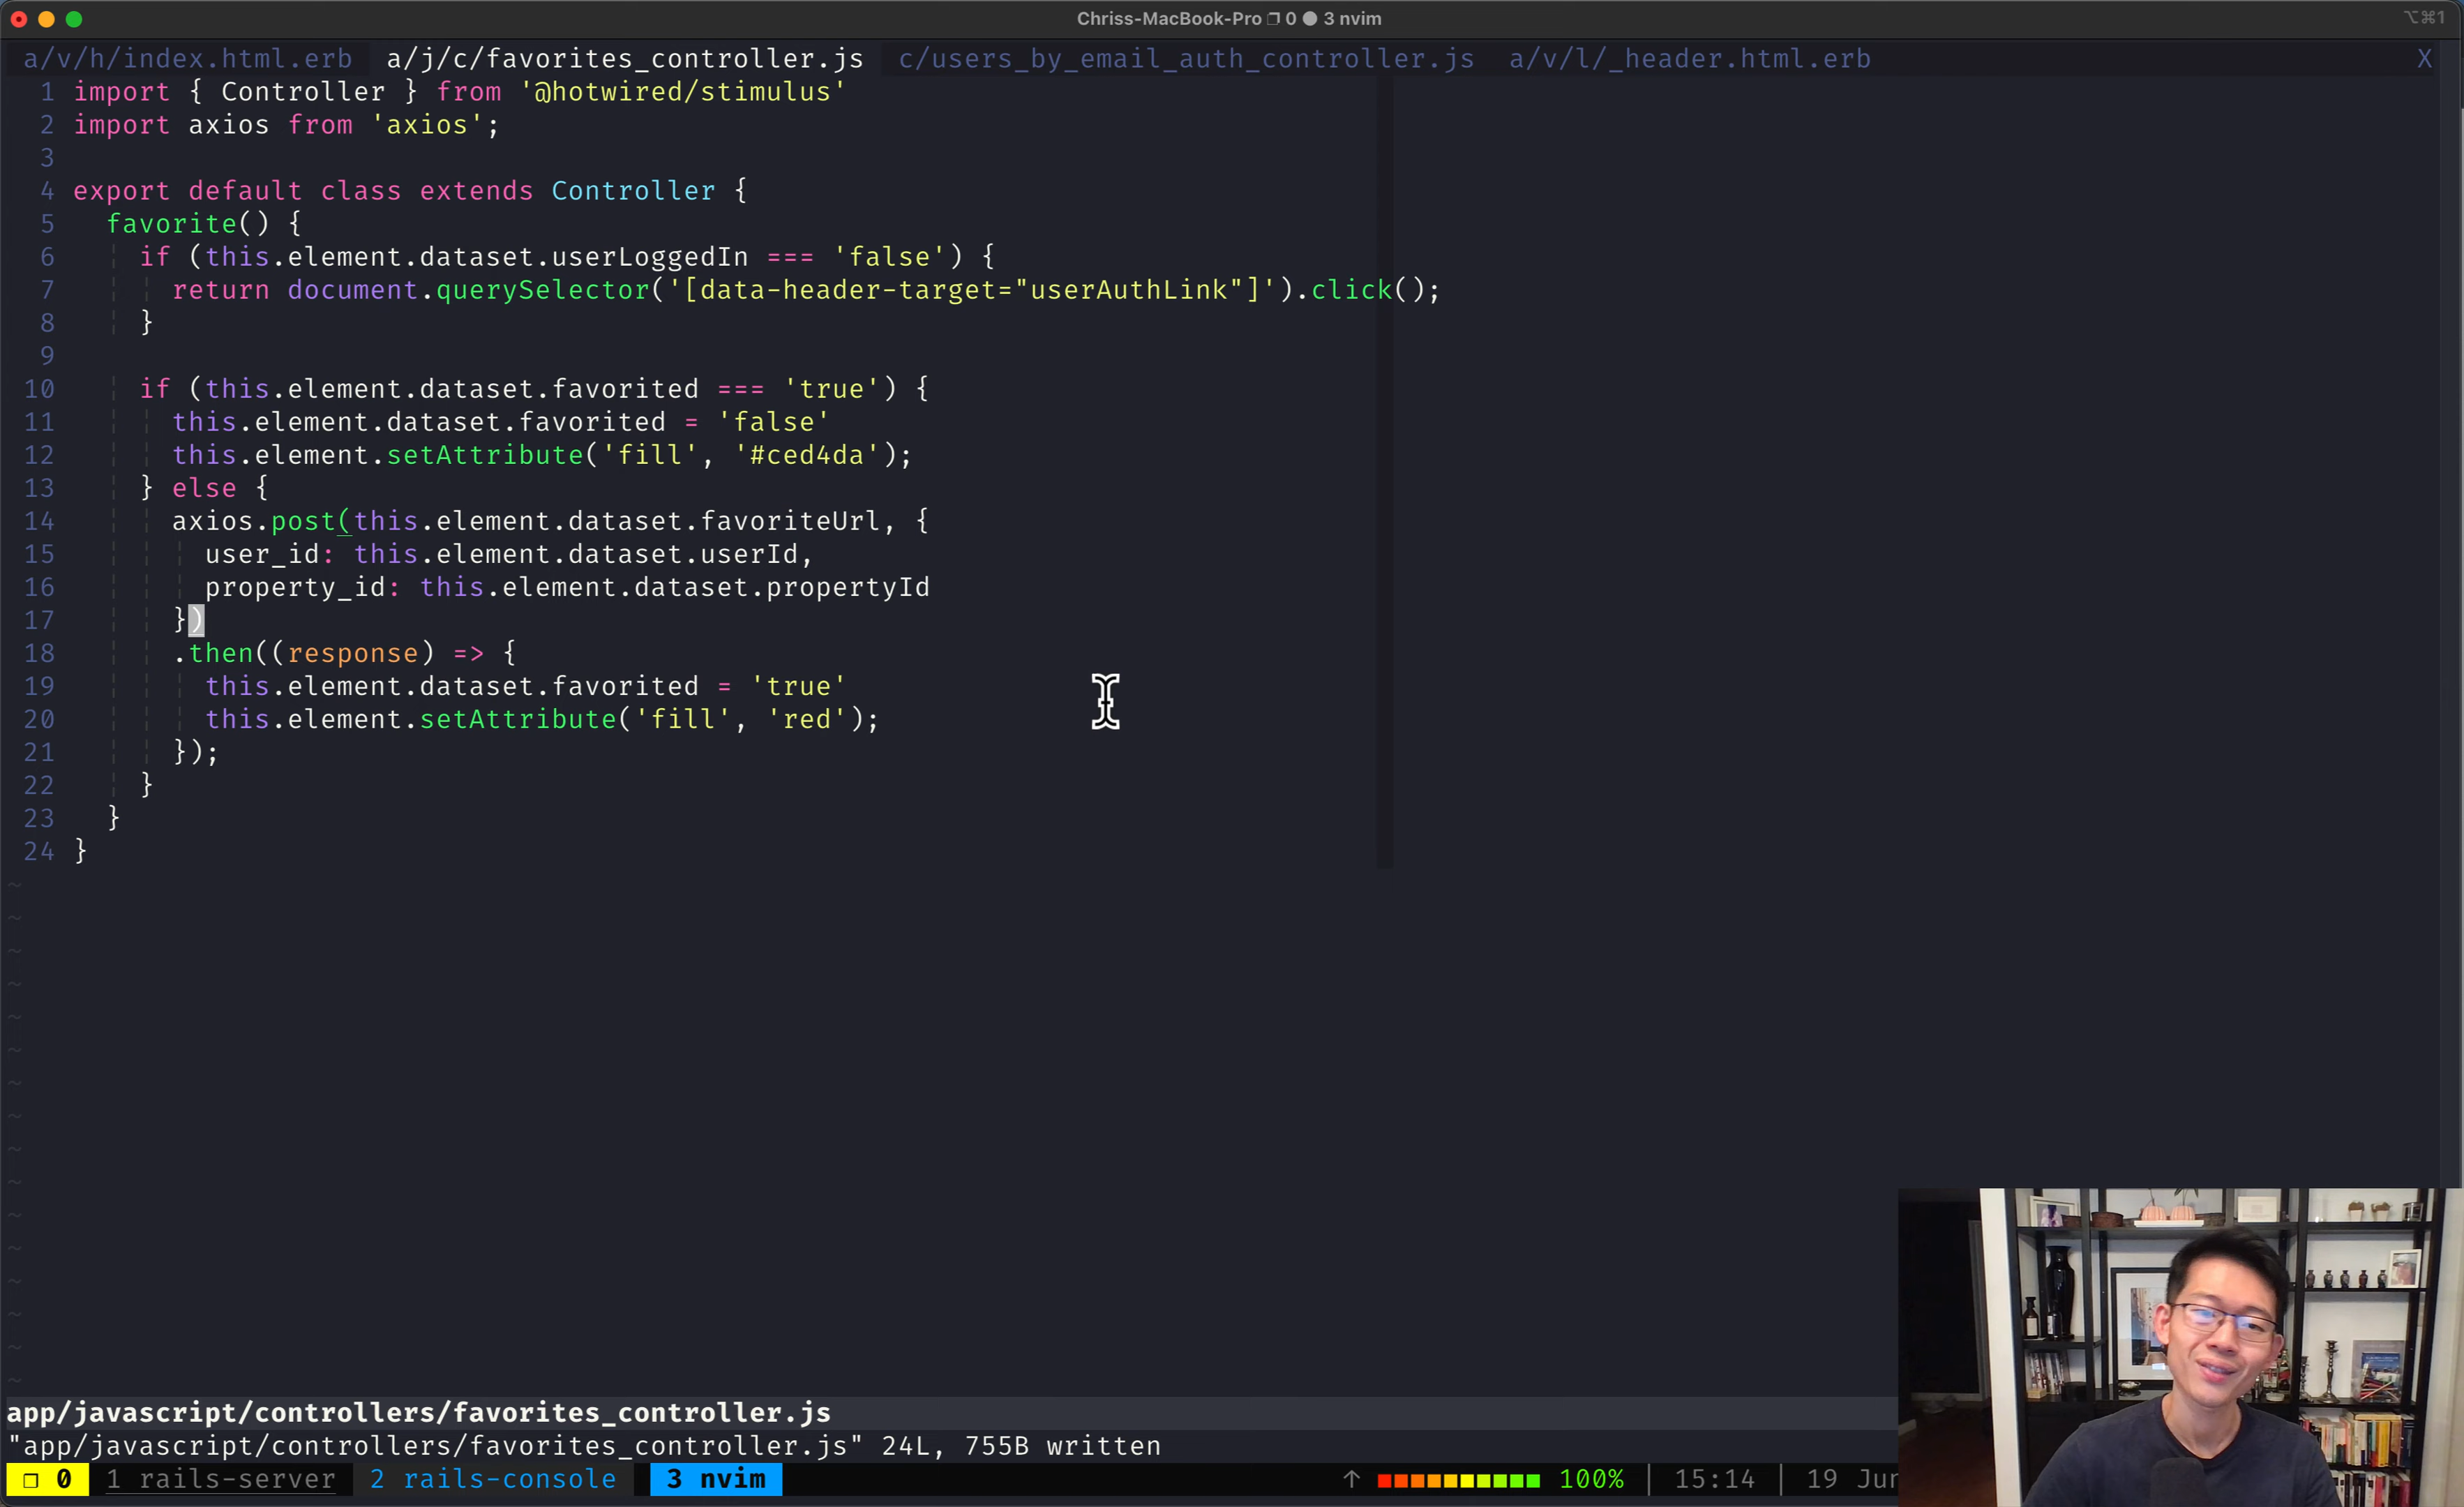 Chriss-MacBook-Pro ❐ 0 ● 3 nvim
⌥⌘1
a/v/h/index.html.erb a/j/c/favorites_controller.js c/users_by_email_auth_controller.js a/v/l/_header.html.erb X
1 import { Controller } from '@hotwired/stimulus'
2 import axios from 'axios';
3
4 export default class extends Controller {
5   favorite() {
6     if (this.element.dataset.userLoggedIn === 'false') {
7       return document.querySelector('[data-header-target="userAuthLink"]').click();
8     }
9
10     if (this.element.dataset.favorited === 'true') {
11       this.element.dataset.favorited = 'false'
12       this.element.setAttribute('fill', '#ced4da');
13     } else {
14       axios.post(this.element.dataset.favoriteUrl, {
15         user_id: this.element.dataset.userId,
16         property_id: this.element.dataset.propertyId
17       })
18       .then((response) => {
19         this.element.dataset.favorited = 'true'
20         this.element.setAttribute('fill', 'red');
21       });
22     }
23   }
24 }
app/javascript/controllers/favorites_controller.js
"app/javascript/controllers/favorites_controller.js" 24L, 755B written
❐ 0 1 rails-server 2 rails-console 3 nvim ↑ 100% | 15:14 | 19 Jun